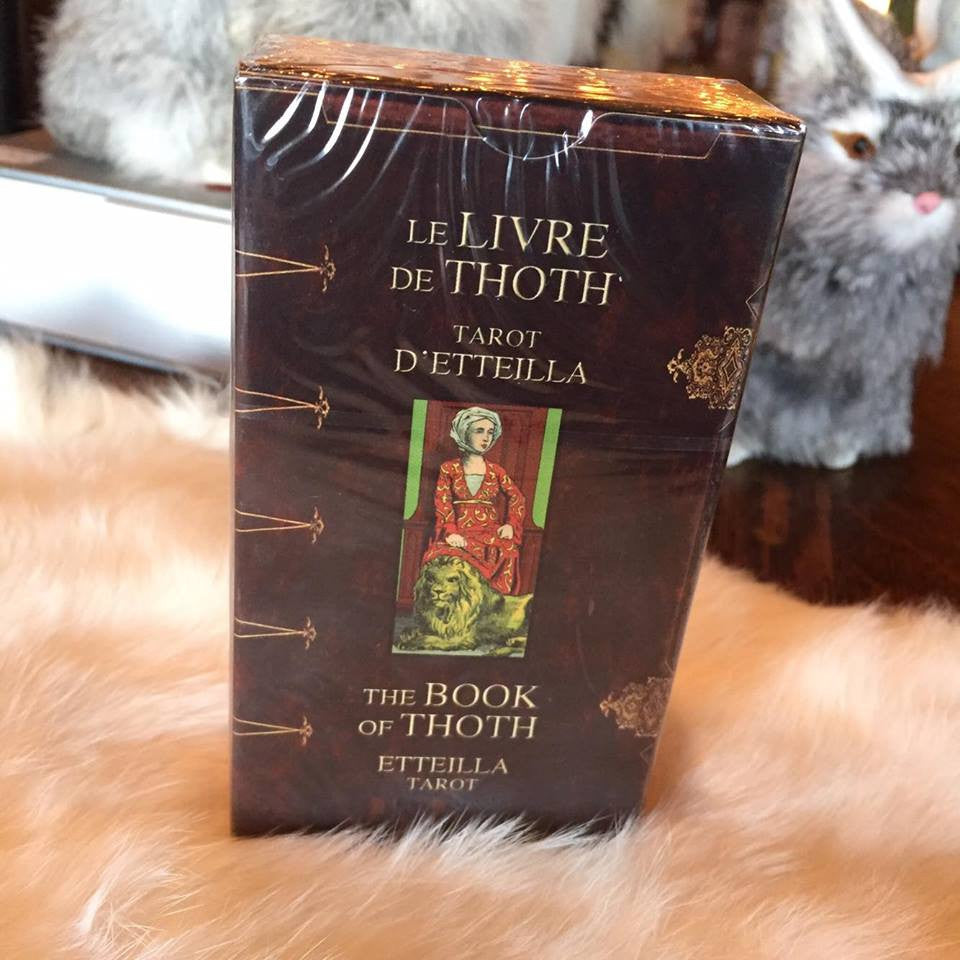 LE LIVRE
DE THOTH
TAROT
D'ETTEILLA
THE BOOK
OF THOTH
ETTEILLA
TAROT